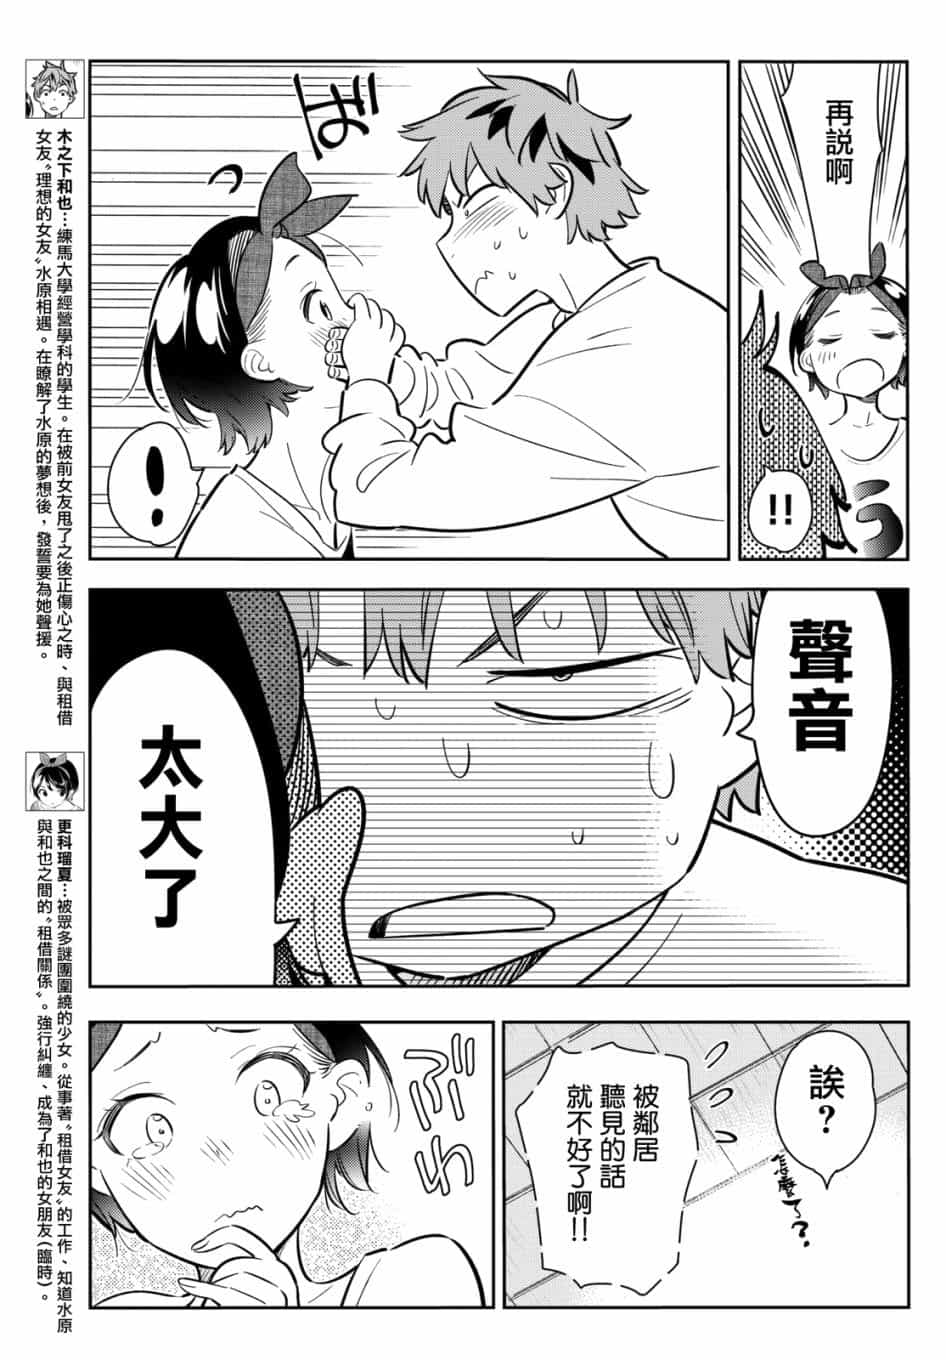 再說啊
!!
う
ばっ
!
聲音
太大了
誒?
怎麼了?
被鄰居
聽見的話
就不好了啊!!
ぶわ
木之下和也…練馬大學經營學科的學生。在被前女友甩了之後正傷心之時、與租借
女友〝理想的女友〟水原相遇。在瞭解了水原的夢想後，發誓要為她聲援。
更科瑠夏…被眾多謎團圍繞的少女。從事著〝租借女友〟的工作、知道水原
與和也之間的〝租借關係〟。強行糾纏、成為了和也的女朋友(臨時)。